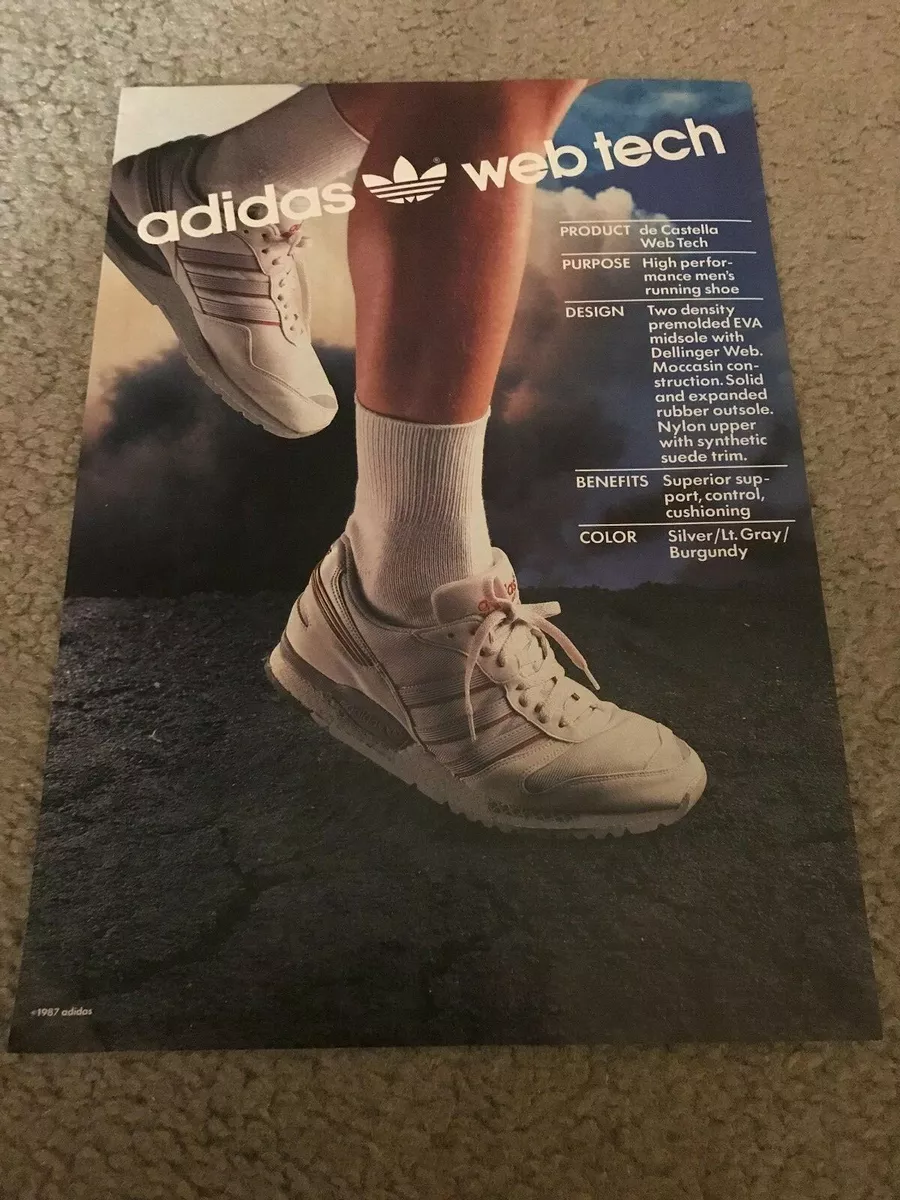 adidas ® web tech
PRODUCT de Castella
Web Tech
PURPOSE High perfor-
mance men's
running shoe
DESIGN Two density
premolded EVA
midsole with
Dellinger Web.
Moccasin con-
struction. Solid
and expanded
rubber outsole.
Nylon upper
with synthetic
suede trim.
BENEFITS Superior sup-
port, control,
cushioning
COLOR Silver/Lt. Gray/
Burgundy
©1987 adidas